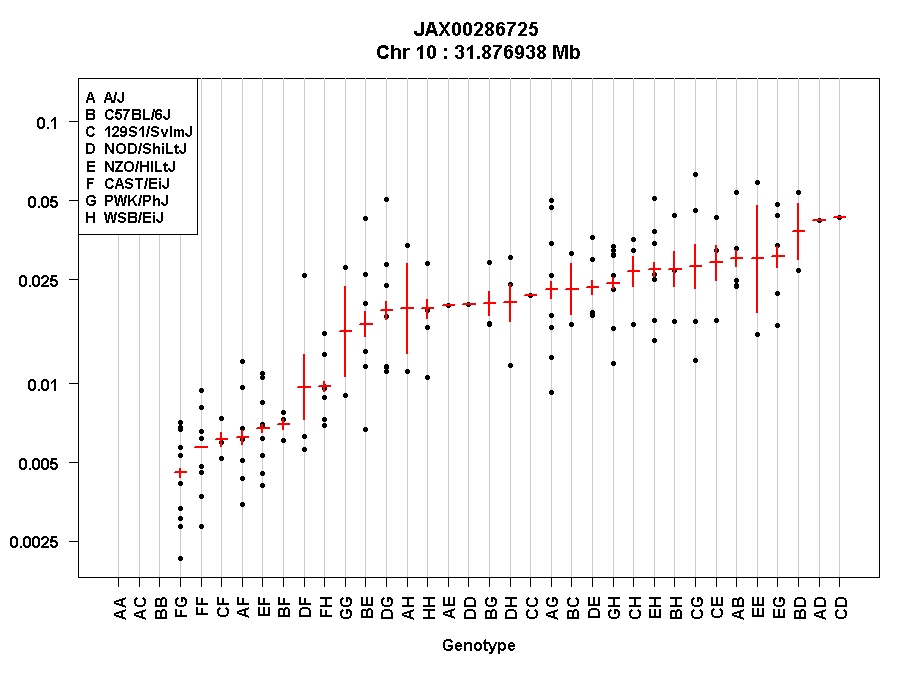 JAX00286725
Chr 10 : 31.876938 Mb
A A/J
B C57BL/6J
C 129S1/SvImJ
D NOD/ShiLtJ
E NZO/HILtJ
F CAST/EiJ
G PWK/PhJ
H WSB/EiJ
0.1
0.05
0.025
0.01
0.005
0.0025
AA AC BB FG FF CF AF EF BF DF FH GG BE DG AH HH AE DD BG DH CC AG BC DE GH CH EH BH CG CE AB EE EG BD AD CD
Genotype